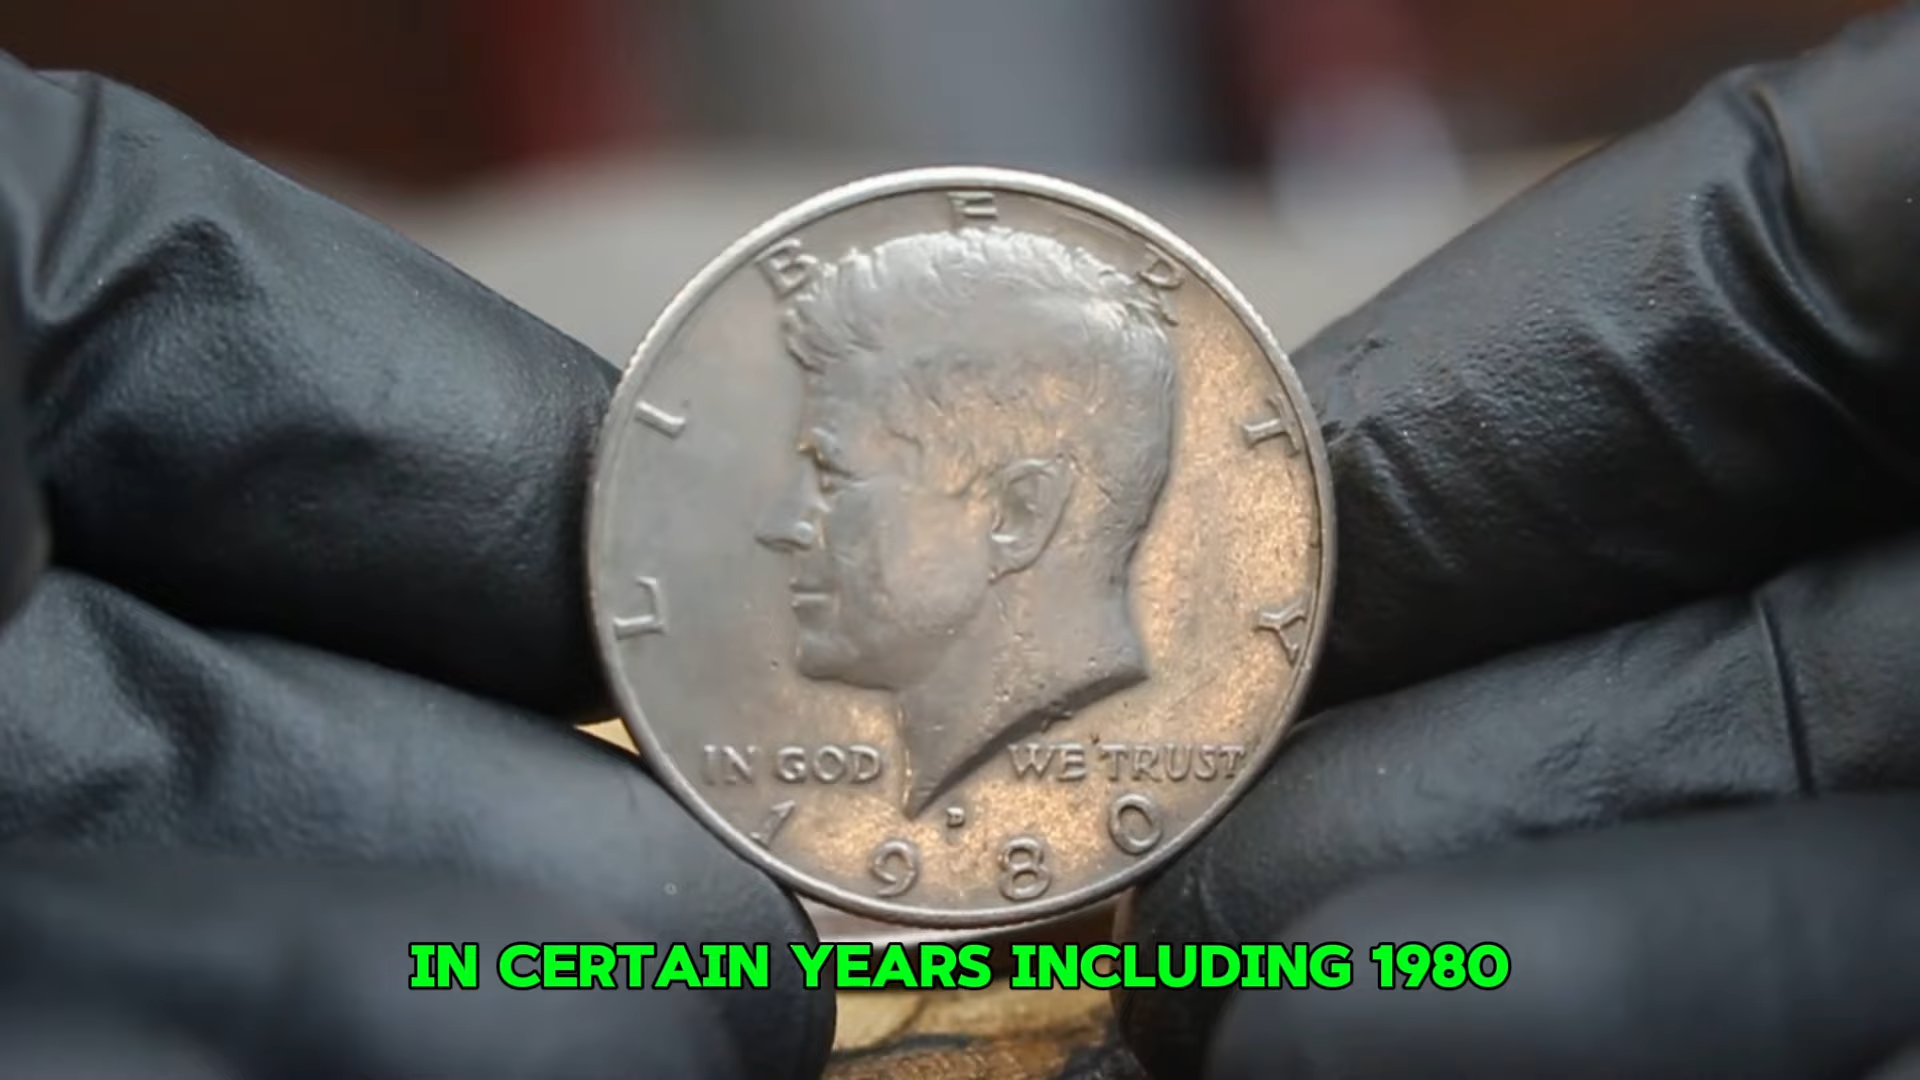 LIBERTY
IN GOD WE TRUST
P
1980
IN CERTAIN YEARS INCLUDING 1980